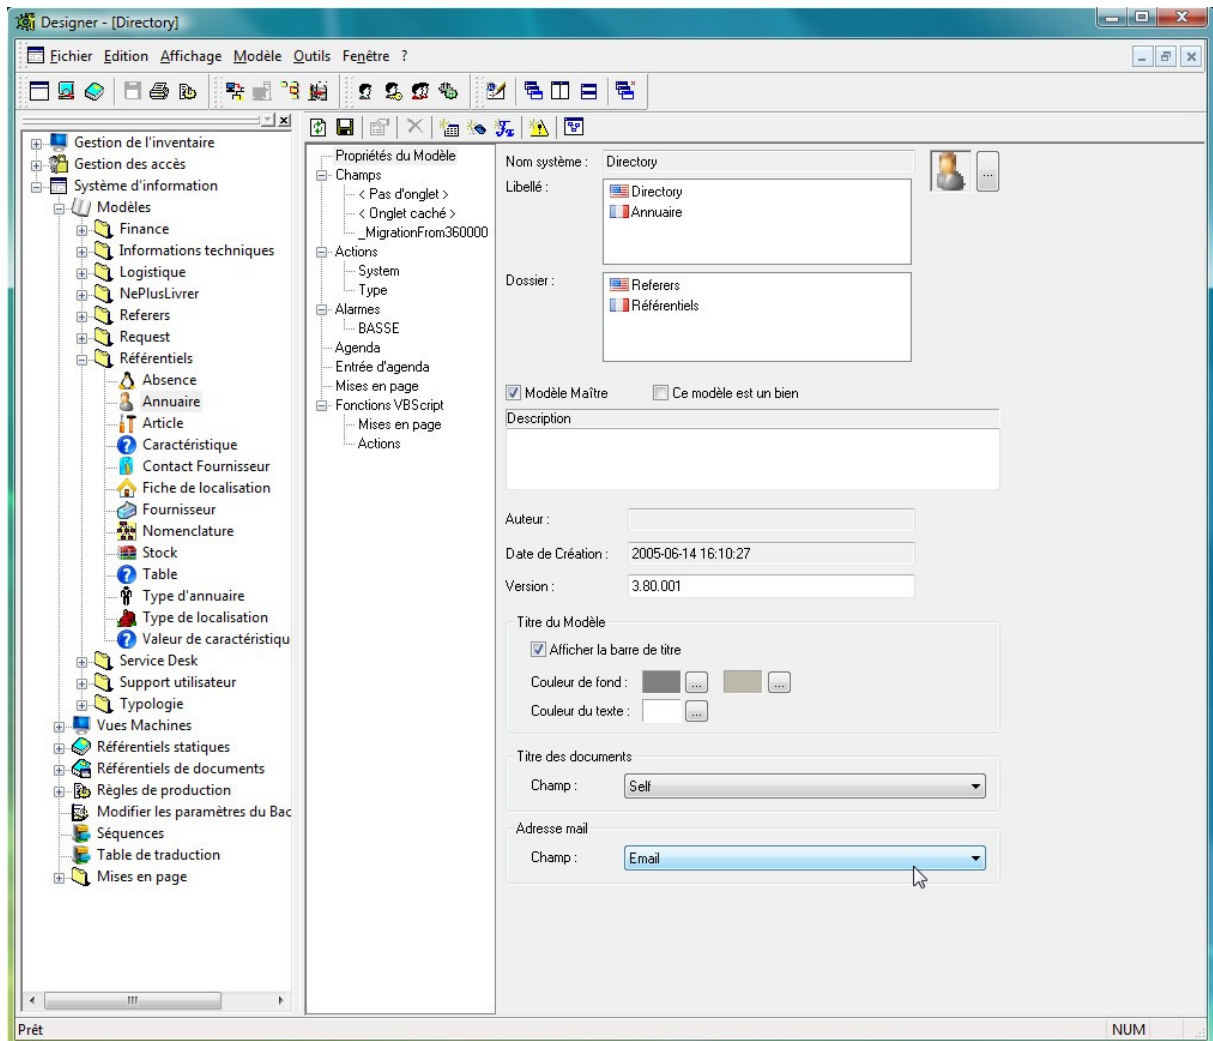 Designer - [Directory]
Fichier Edition Affichage Modèle Outils Fenêtre ?
Gestion de l'inventaire
Gestion des accès
Système d'information
Modèles
Finance
Informations techniques
Logistique
NePlusLivrer
Referers
Request
Référentiels
Absence
Annuaire
Article
Caractéristique
Contact Fournisseur
Fiche de localisation
Fournisseur
Nomenclature
Stock
Table
Type d'annuaire
Type de localisation
Valeur de caractéristiqu
Service Desk
Support utilisateur
Typologie
Vues Machines
Référentiels statiques
Référentiels de documents
Règles de production
Modifier les paramètres du Bac
Séquences
Table de traduction
Mises en page
Propriétés du Modèle
Champs
< Pas d'onglet >
< Onglet caché >
_MigrationFrom360000
Actions
System
Type
Alarmes
BASSE
Agenda
Entrée d'agenda
Mises en page
Fonctions VBScript
Mises en page
Actions
Nom système : Directory
...
Libellé :
Directory
Annuaire
Dossier :
Referers
Référentiels
Modèle Maître
Ce modèle est un bien
Description
Auteur :
Date de Création : 2005-06-14 16:10:27
Version : 3.80.001
Titre du Modèle
Afficher la barre de titre
Couleur de fond : ... ...
Couleur du texte : ...
Titre des documents
Champ : Self
Adresse mail
Champ : Email
Prêt
NUM